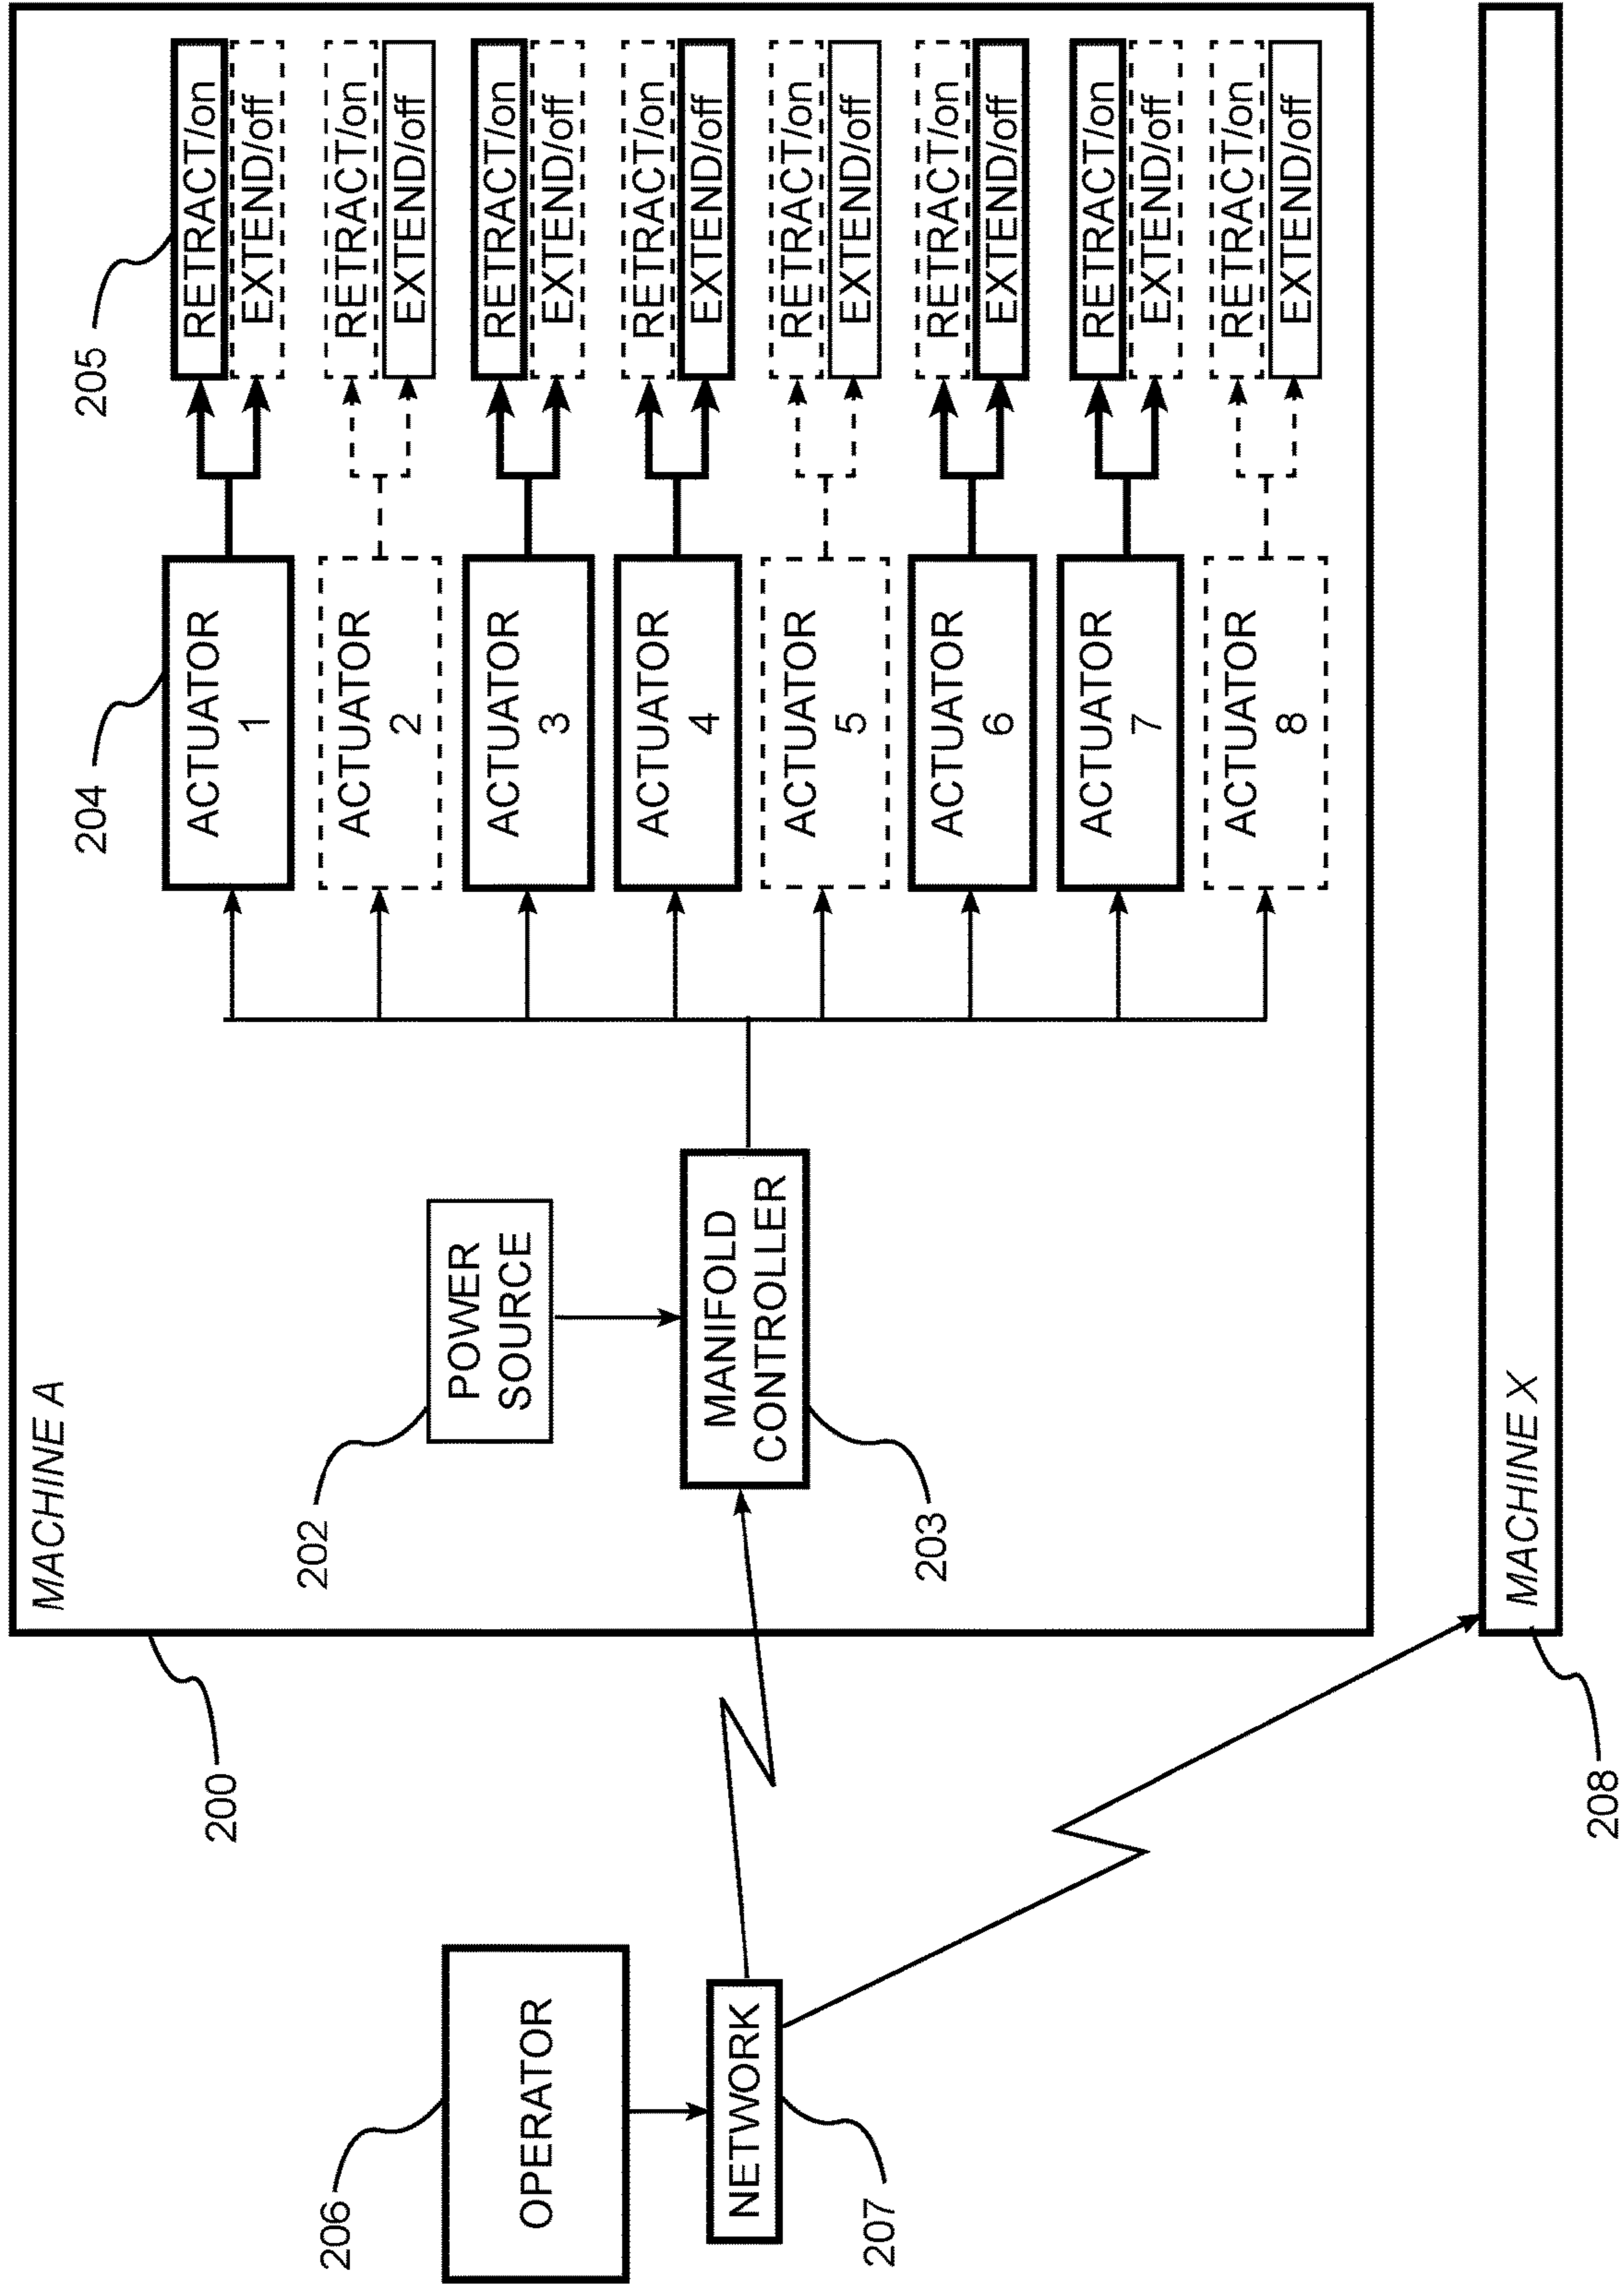 MACHINE A
205
RETRACT/on
EXTEND/off
204
ACTUATOR
1
RETRACT/on
EXTEND/off
ACTUATOR
2
RETRACT/on
EXTEND/off
ACTUATOR
3
RETRACT/on
EXTEND/off
ACTUATOR
4
RETRACT/on
EXTEND/off
ACTUATOR
5
RETRACT/on
EXTEND/off
ACTUATOR
6
RETRACT/on
EXTEND/off
ACTUATOR
7
RETRACT/on
EXTEND/off
ACTUATOR
8
202
POWER
SOURCE
MANIFOLD
CONTROLLER
203
200
206
OPERATOR
NETWORK
207
MACHINE X
208